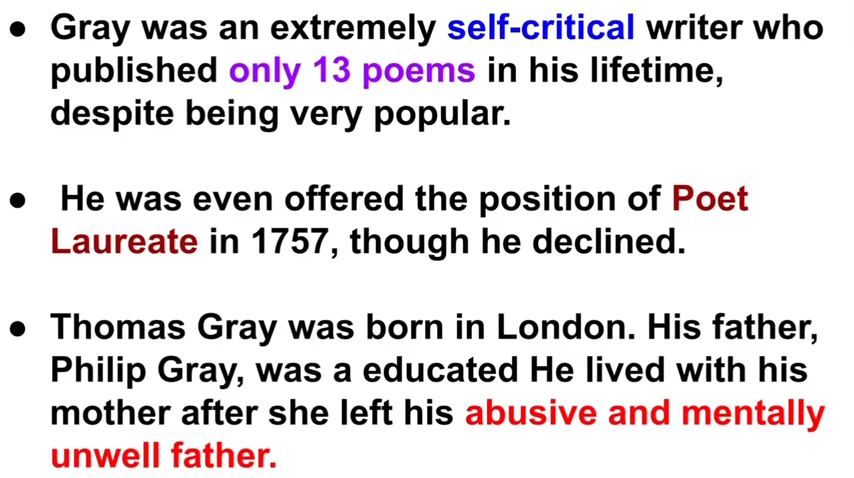 ● Gray was an extremely self-critical writer who
published only 13 poems in his lifetime,
despite being very popular.
● He was even offered the position of Poet
Laureate in 1757, though he declined.
● Thomas Gray was born in London. His father,
Philip Gray, was a educated He lived with his
mother after she left his abusive and mentally
unwell father.